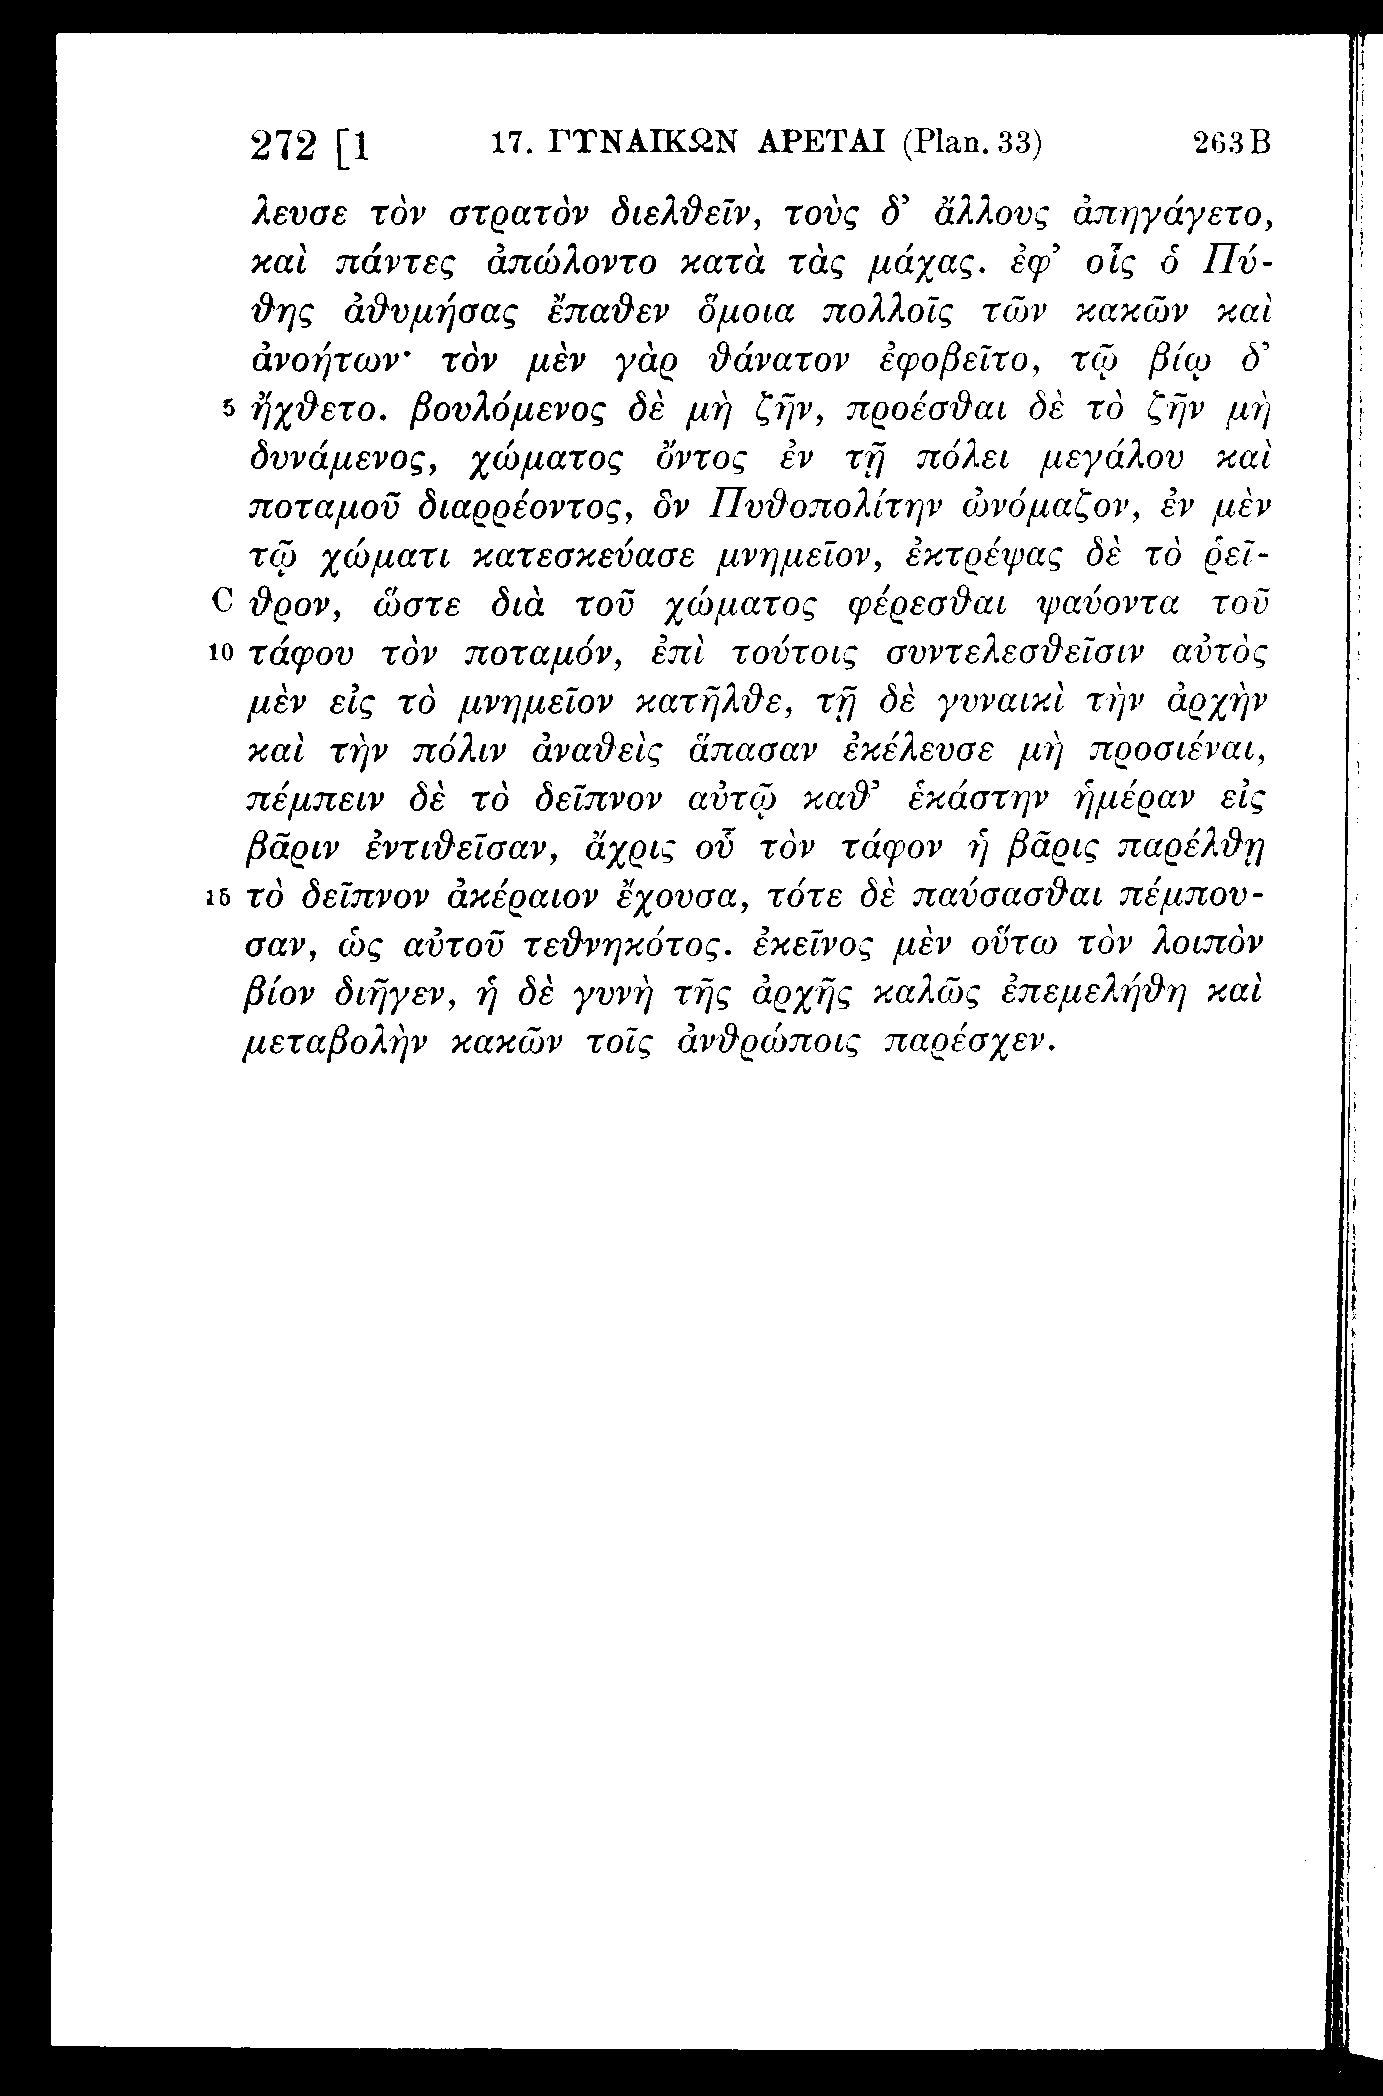 272 [1 17. ΓΥΝΑΙΚΩΝ ΑΡΕΤΑΙ (Plan. 33) 263 B
λευσε τὸν στρατὸν διελθεῖν, τοὺς δ’ ἄλλους ἀπηγάγετο,
καὶ πάντες ἀπώλοντο κατὰ τὰς μάχας. ἐφ’ οἷς ὁ Πύ-
θης ἀθυμήσας ἔπαθεν ὅμοια πολλοῖς τῶν κακῶν καὶ
ἀνοήτων· τὸν μὲν γὰρ θάνατον ἐφοβεῖτο, τῷ βίῳ δ’
5 ἤχθετο. βουλόμενος δὲ μὴ ζῆν, προέσθαι δὲ τὸ ζῆν μὴ
δυνάμενος, χώματος ὄντος ἐν τῇ πόλει μεγάλου καὶ
ποταμοῦ διαρρέοντος, ὃν Πυθοπολίτην ὠνόμαζον, ἐν μὲν
τῷ χώματι κατεσκεύασε μνημεῖον, ἐκτρέψας δὲ τὸ ῥεῖ-
C θρον, ὥστε διὰ τοῦ χώματος φέρεσθαι ψαύοντα τοῦ
10 τάφου τὸν ποταμόν, ἐπὶ τούτοις συντελεσθεῖσιν αὐτὸς
μὲν εἰς τὸ μνημεῖον κατῆλθε, τῇ δὲ γυναικὶ τὴν ἀρχὴν
καὶ τὴν πόλιν ἀναθεὶς ἅπασαν ἐκέλευσε μὴ προσιέναι,
πέμπειν δὲ τὸ δεῖπνον αὐτῷ καθ’ ἑκάστην ἡμέραν εἰς
βᾶριν ἐντιθεῖσαν, ἄχρις οὗ τὸν τάφον ἡ βᾶρις παρέλθῃ
15 τὸ δεῖπνον ἀκέραιον ἔχουσα, τότε δὲ παύσασθαι πέμπου-
σαν, ὡς αὐτοῦ τεθνηκότος. ἐκεῖνος μὲν οὕτω τὸν λοιπὸν
βίον διῆγεν, ἡ δὲ γυνὴ τῆς ἀρχῆς καλῶς ἐπεμελήθη καὶ
μεταβολὴν κακῶν τοῖς ἀνθρώποις παρέσχεν.